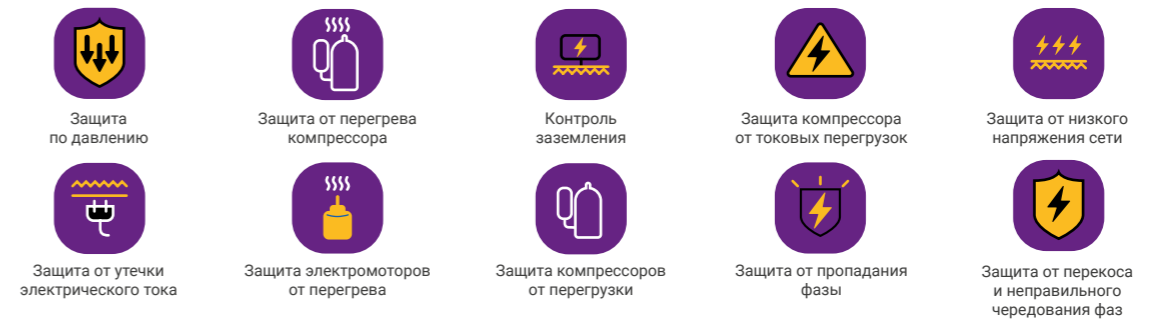 Защита
по давлению
Защита от перегрева
компрессора
Контроль
заземления
Защита компрессора
от токовых перегрузок
Защита от низкого
напряжения сети
Защита от утечки
электрического тока
Защита электромоторов
от перегрева
Защита компрессоров
от перегрузки
Защита от пропадания
фазы
Защита от перекоса
и неправильного
чередования фаз